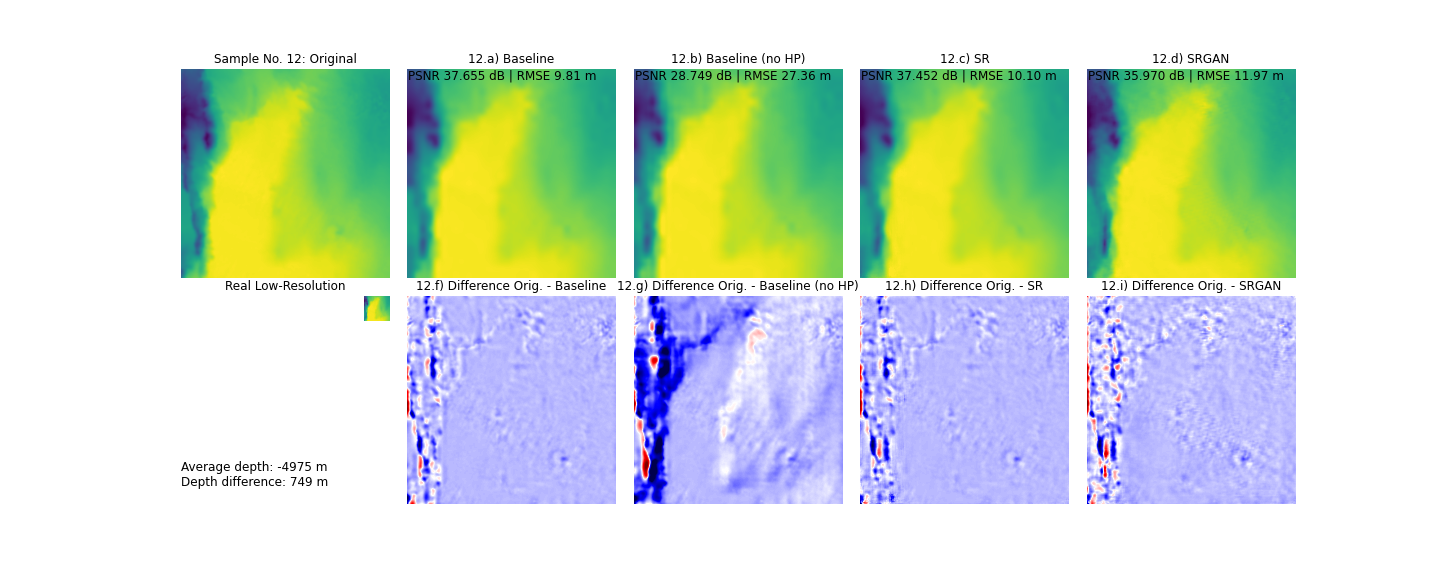 Sample No. 12: Original
12.a) Baseline
12.b) Baseline (no HP)
12.c) SR
12.d) SRGAN
PSNR 37.655 dB | RMSE 9.81 m
PSNR 28.749 dB | RMSE 27.36 m
PSNR 37.452 dB | RMSE 10.10 m
PSNR 35.970 dB | RMSE 11.97 m
Real Low-Resolution
12.f) Difference Orig. - Baseline
12.g) Difference Orig. - Baseline (no HP)
12.h) Difference Orig. - SR
12.i) Difference Orig. - SRGAN
Average depth: -4975 m
Depth difference: 749 m